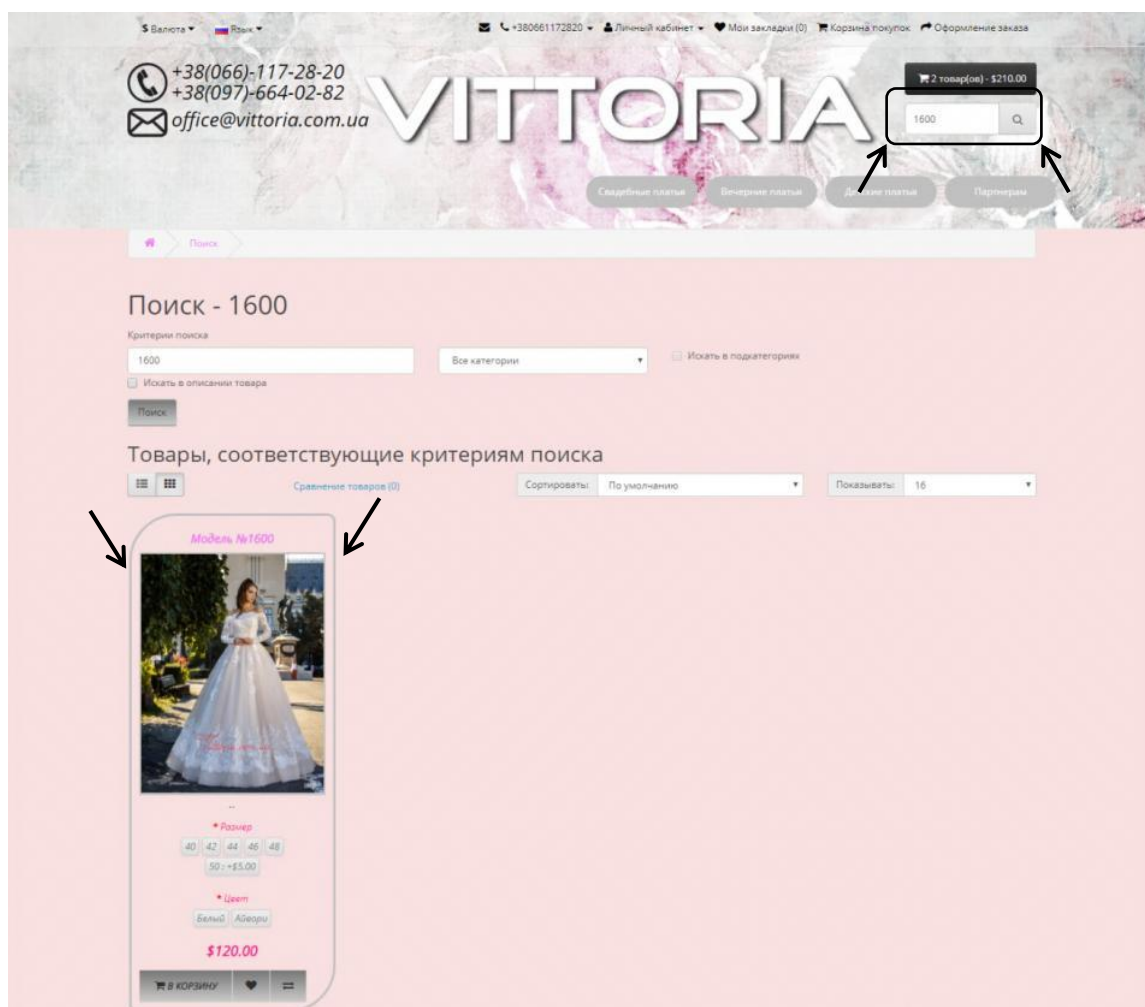 $ Валюта Язык +380661172820 Личный кабинет Мои закладки (0) Корзина покупок Оформление заказа
+38(066)-117-28-20
+38(097)-664-02-82
office@vittoria.com.ua
VITTORIA
2 товар(ов) - $210.00
1600
Свадебные платья Вечерние платья Детские платья Партнерам
Поиск
Поиск - 1600
Критерии поиска
1600 Все категории Искать в подкатегориях
Искать в описании товара
Поиск
Товары, соответствующие критериям поиска
Сравнение товаров (0) Сортировать: По умолчанию Показывать: 16
Модель №1600
..
* Размер
40 42 44 46 48
50 : +$5.00
* Цвет
Белый Айвори
$120.00
В КОРЗИНУ